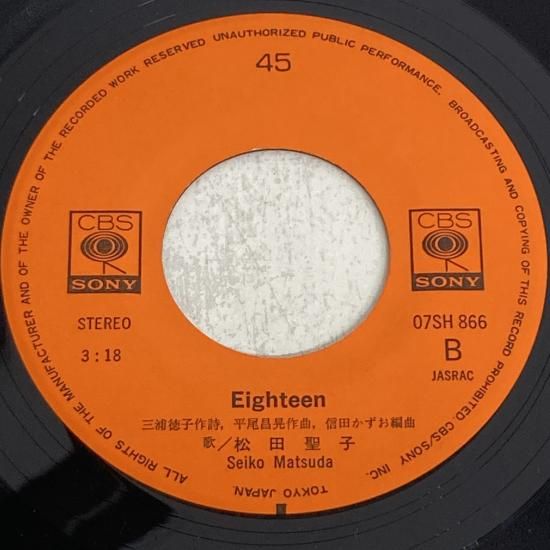 ALL RIGHTS OF THE MANUFACTURER AND OF THE OWNER OF THE RECORDED WORK RESERVED UNAUTHORIZED PUBLIC PERFORMANCE. BROADCASTING AND COPYING OF THIS RECORD PROHIBITED. CBS/SONY INC.
TOKYO JAPAN.
45
CBS
SONY
CBS
SONY
STEREO
3:18
07SH 866
B
JASRAC
Eighteen
三浦徳子作詩, 平尾昌晃作曲, 信田かずお編曲
歌/松田聖子
Seiko Matsuda